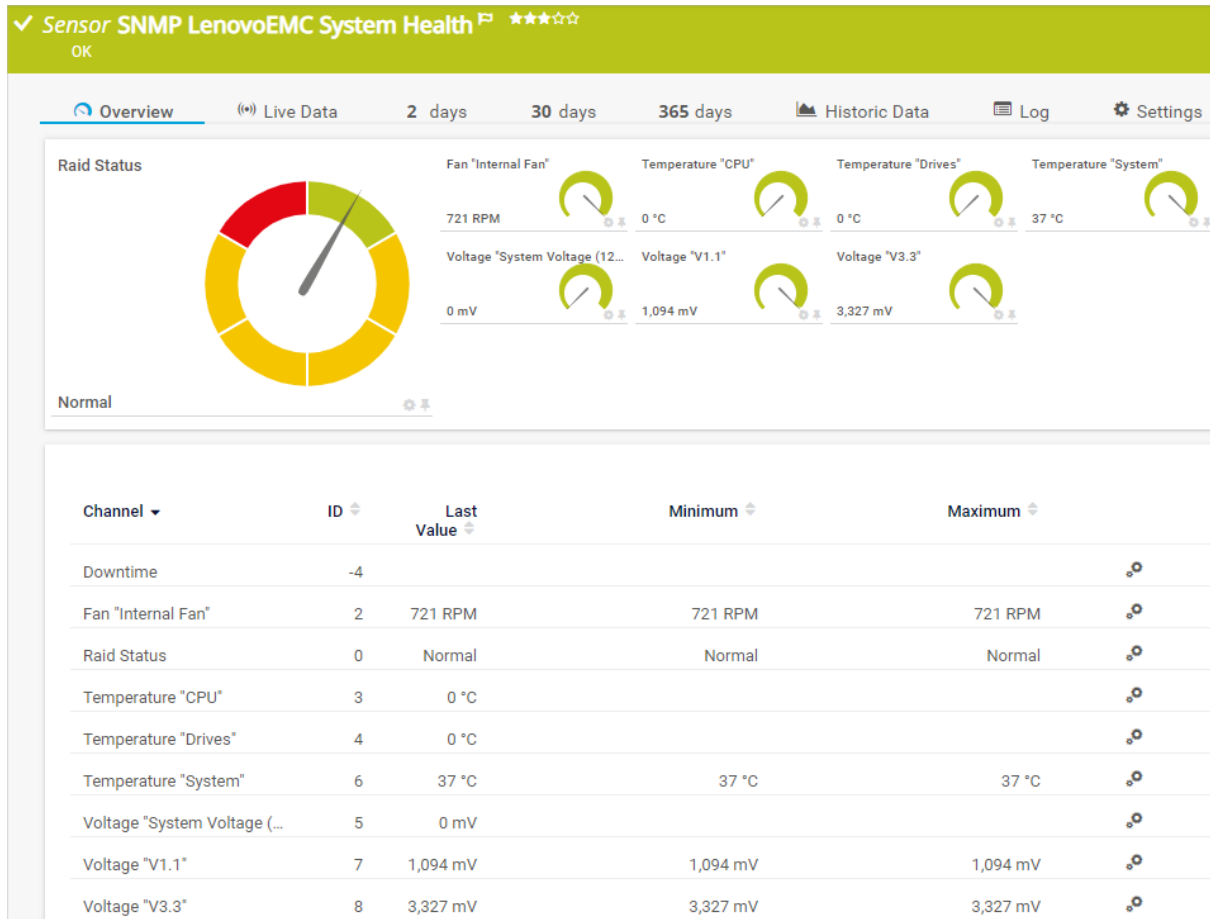 Sensor SNMP LenovoEMC System Health
OK
Overview Live Data 2 days 30 days 365 days Historic Data Log Settings
Raid Status
Normal
Fan "Internal Fan"
721 RPM
Temperature "CPU"
0 °C
Temperature "Drives"
0 °C
Temperature "System"
37 °C
Voltage "System Voltage (12...
0 mV
Voltage "V1.1"
1,094 mV
Voltage "V3.3"
3,327 mV
Channel ID Last Value Minimum Maximum
Downtime -4
Fan "Internal Fan" 2 721 RPM 721 RPM 721 RPM
Raid Status 0 Normal Normal Normal
Temperature "CPU" 3 0 °C
Temperature "Drives" 4 0 °C
Temperature "System" 6 37 °C 37 °C 37 °C
Voltage "System Voltage (... 5 0 mV
Voltage "V1.1" 7 1,094 mV 1,094 mV 1,094 mV
Voltage "V3.3" 8 3,327 mV 3,327 mV 3,327 mV